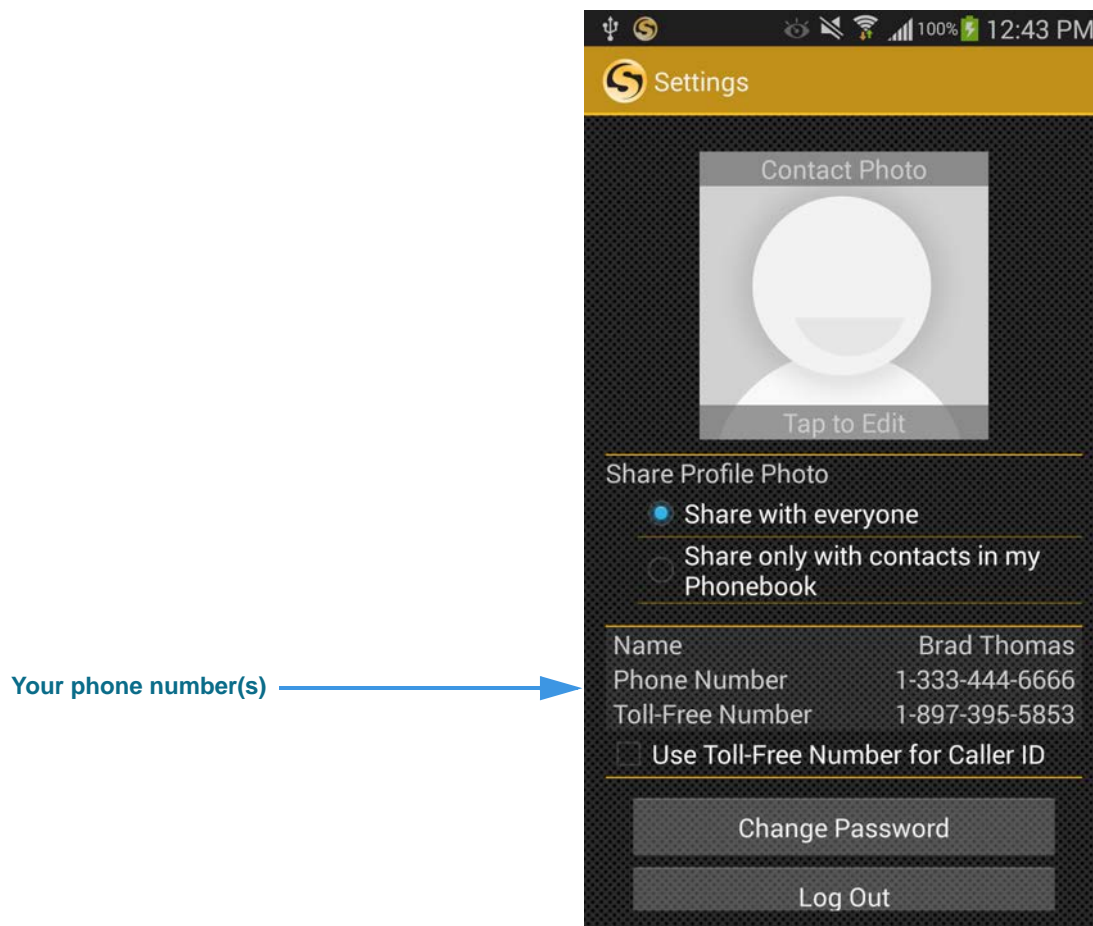 100% 12:43 PM
Settings
Contact Photo
Tap to Edit
Share Profile Photo
Share with everyone
Share only with contacts in my
Phonebook
Name Brad Thomas
Your phone number(s)
Phone Number 1-333-444-6666
Toll-Free Number 1-897-395-5853
Use Toll-Free Number for Caller ID
Change Password
Log Out